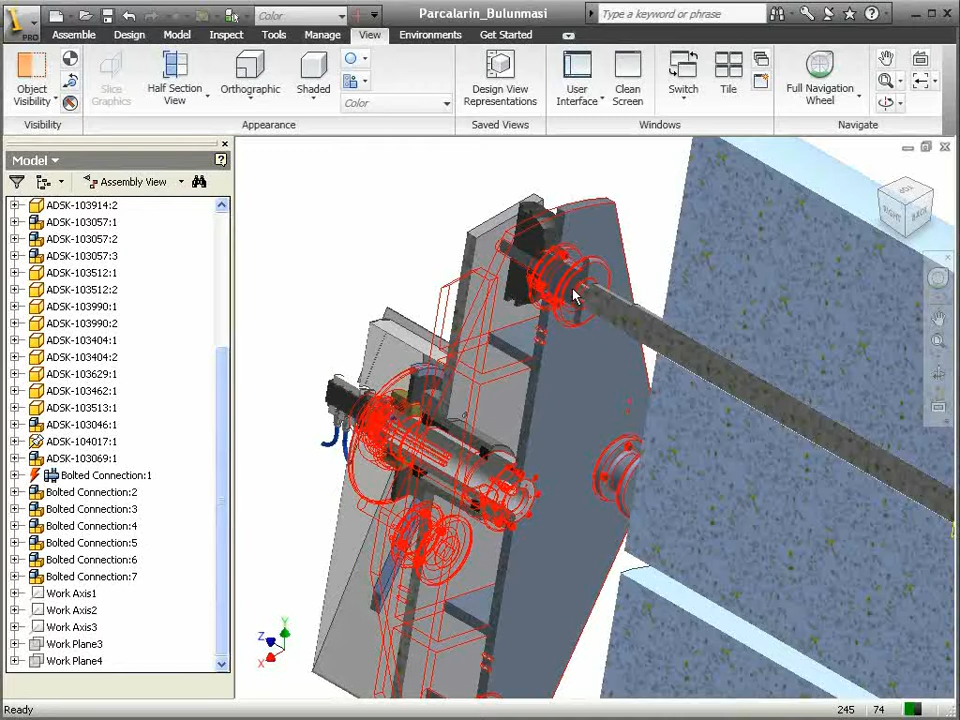 PRO
Color
Parcalarin_Bulunmasi
Type a keyword or phrase
Assemble
Design
Model
Inspect
Tools
Manage
View
Environments
Get Started
Object
Visibility
Slice
Graphics
Half Section
View
Orthographic
Shaded
Color
Design View
Representations
User
Interface
Clean
Screen
Switch
Tile
Full Navigation
Wheel
Visibility
Appearance
Saved Views
Windows
Navigate
Model
Assembly View
ADSK-103914:2
ADSK-103057:1
ADSK-103057:2
ADSK-103057:3
ADSK-103512:1
ADSK-103512:2
ADSK-103990:1
ADSK-103990:2
ADSK-103404:1
ADSK-103404:2
ADSK-103629:1
ADSK-103462:1
ADSK-103513:1
ADSK-103046:1
ADSK-104017:1
ADSK-103069:1
Bolted Connection:1
Bolted Connection:2
Bolted Connection:3
Bolted Connection:4
Bolted Connection:5
Bolted Connection:6
Bolted Connection:7
Work Axis1
Work Axis2
Work Axis3
Work Plane3
Work Plane4
RIGHT
BACK
Y
Z
X
Ready
245
74